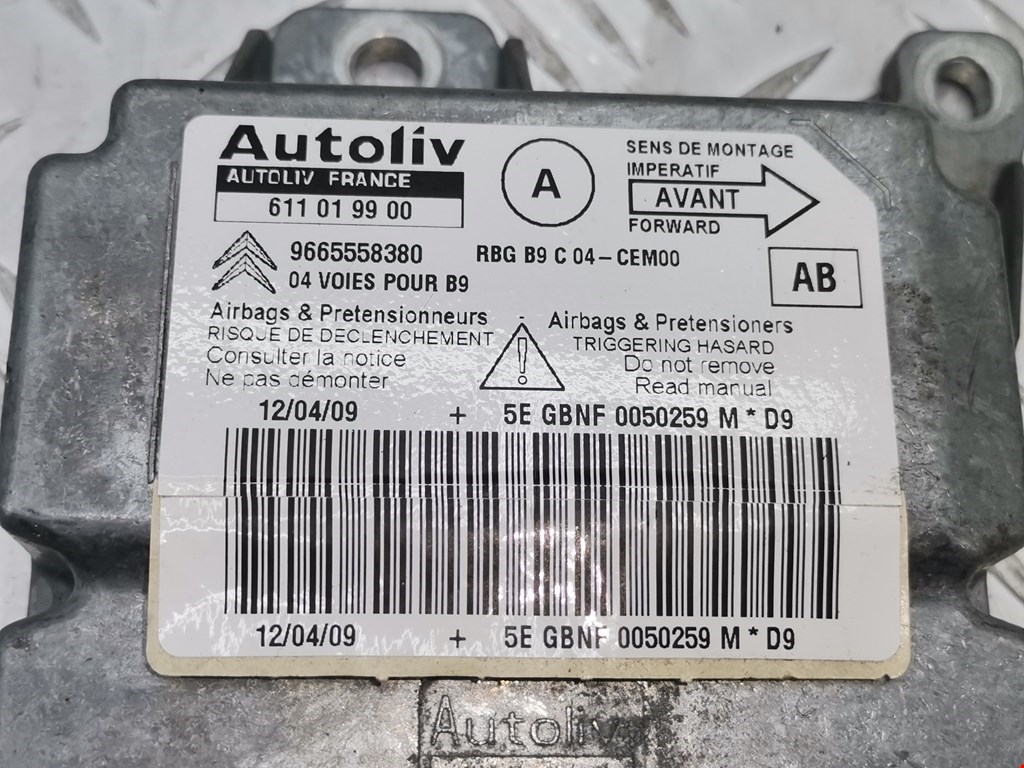 Autoliv
AUTOLIV FRANCE
611 01 99 00
A
SENS DE MONTAGE
IMPERATIF
AVANT
FORWARD
9665558380
RBG B9 C 04-CEM00
04 VOIES POUR B9
AB
Airbags & Pretensionneurs
RISQUE DE DECLENCHEMENT
Consulter la notice
Ne pas démonter
Airbags & Pretensioners
TRIGGERING HASARD
Do not remove
Read manual
12/04/09 + 5E GBNF 0050259 M * D9
12/04/09 + 5E GBNF 0050259 M * D9
Autoliv